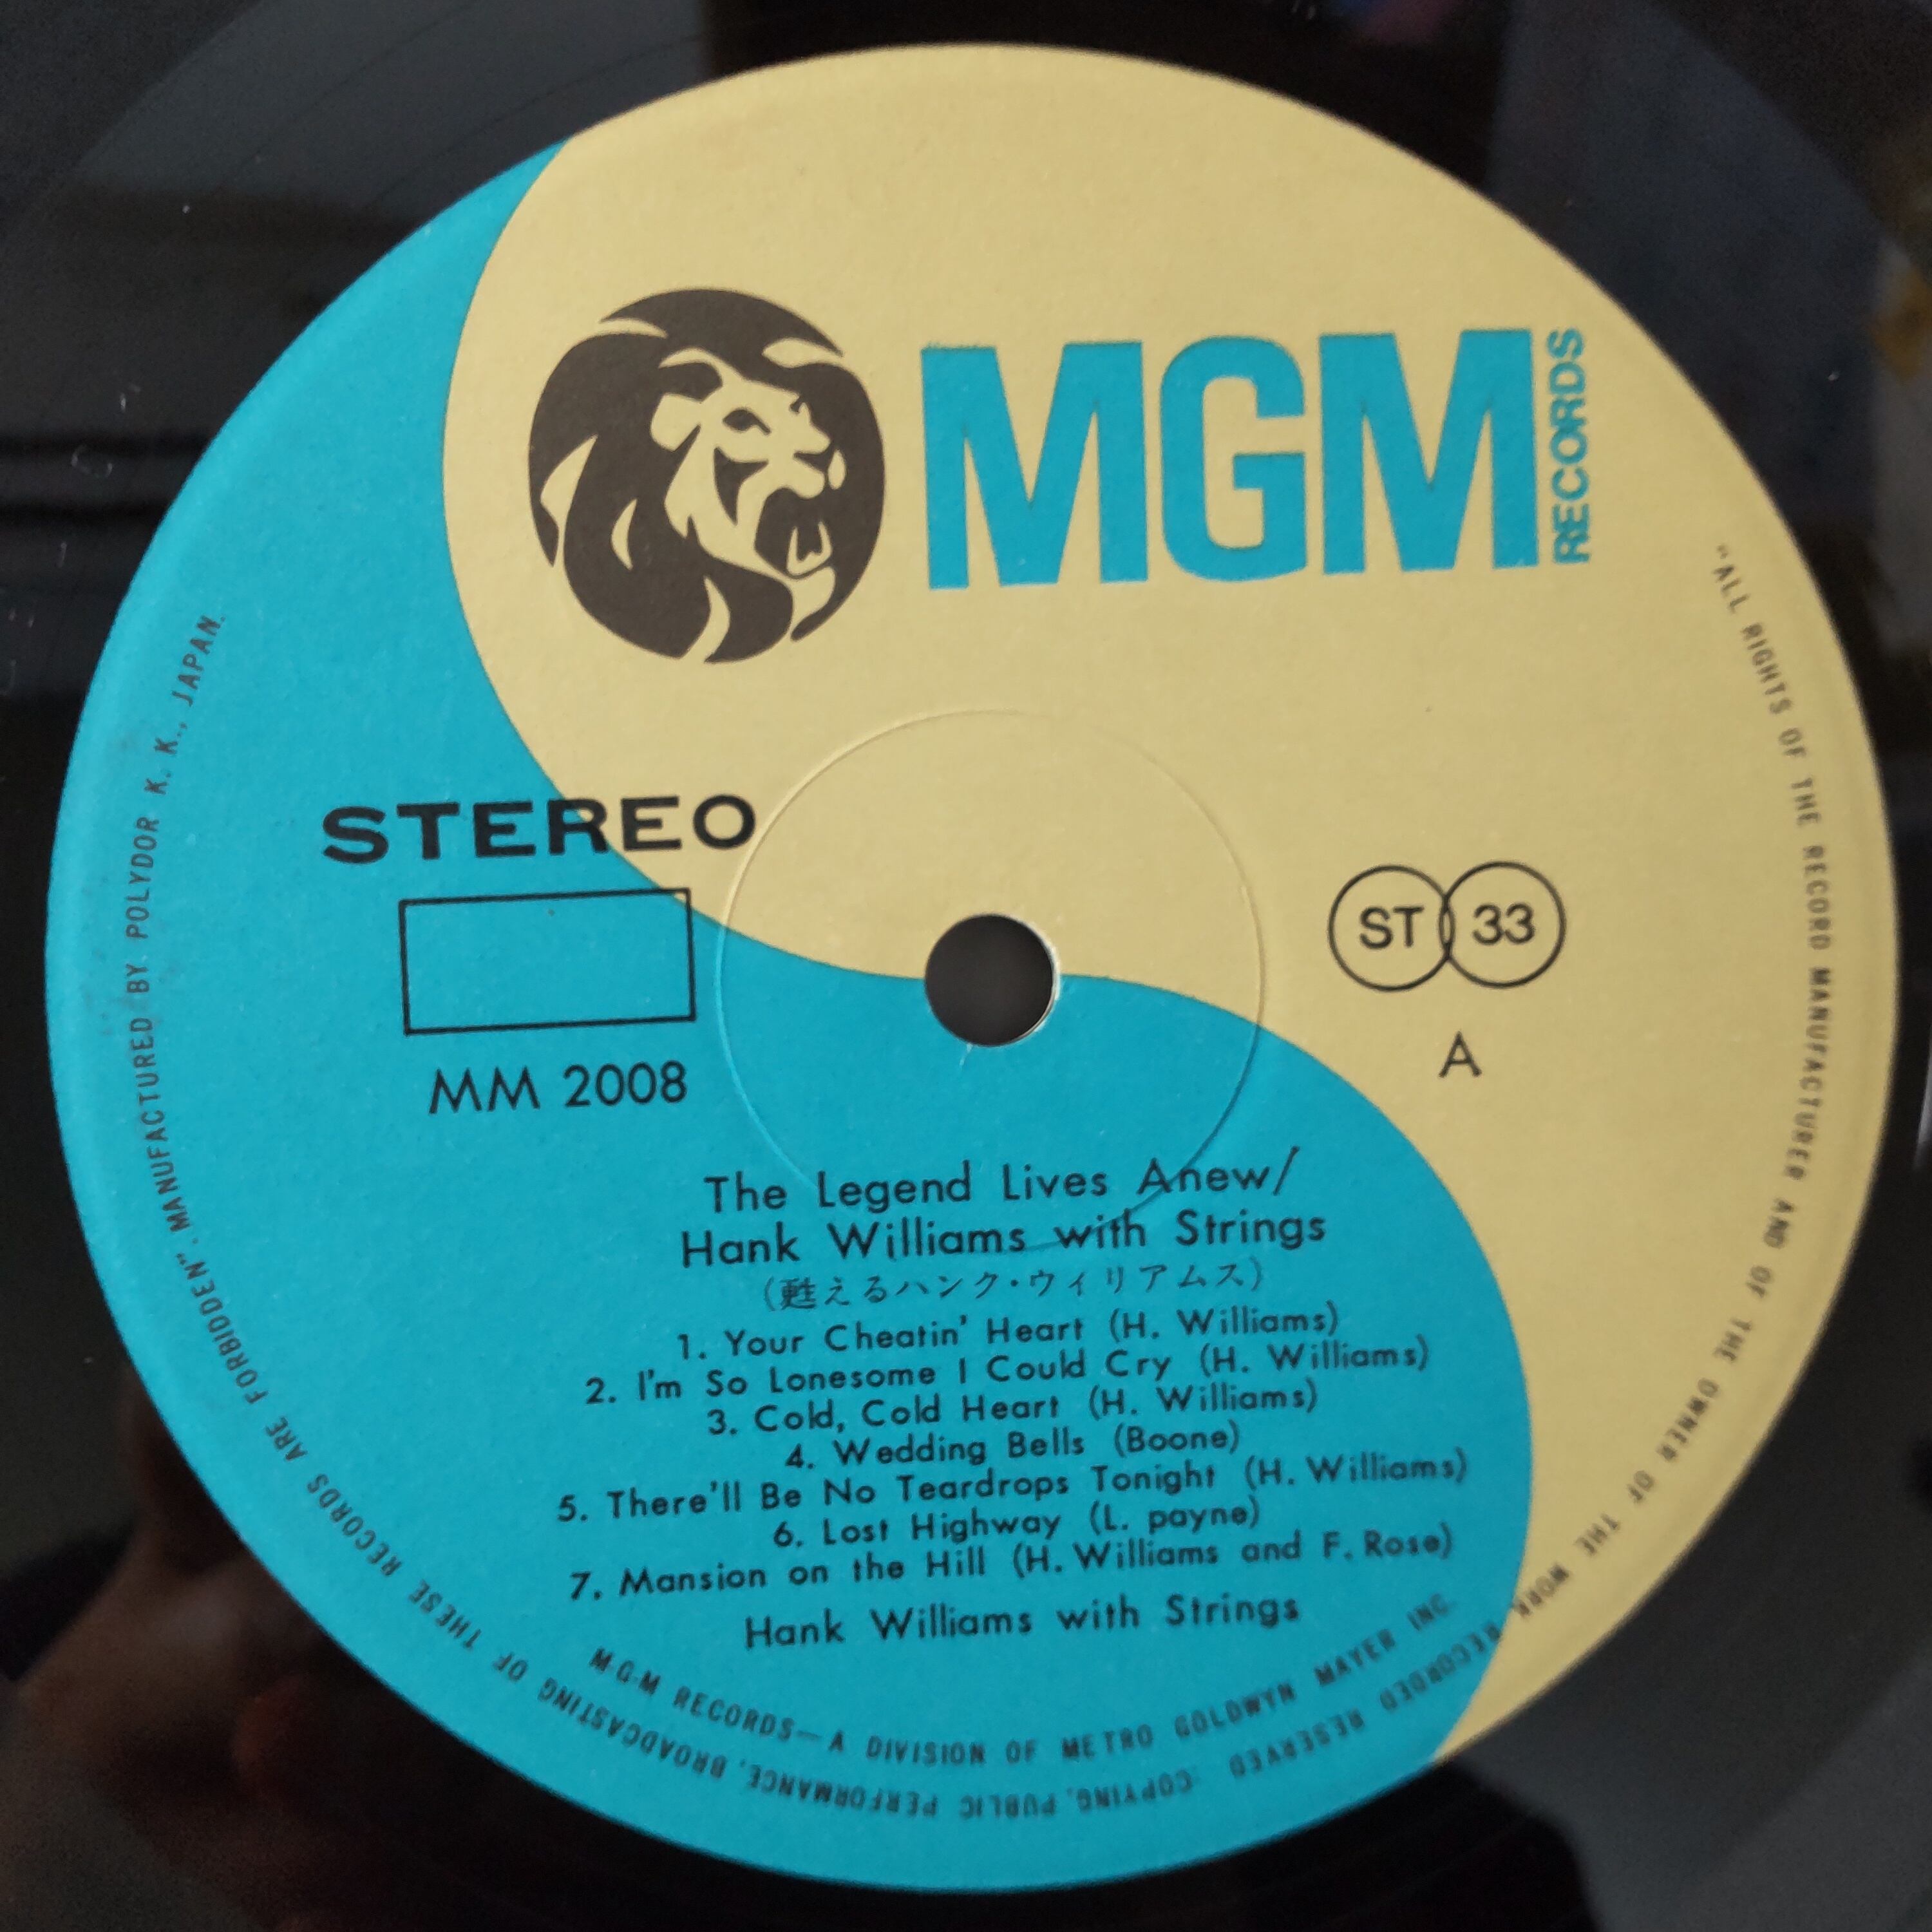 MGM
RECORDS
STEREO
ST 33
A
MM 2008
The Legend Lives Anew/
Hank Williams with Strings
(甦えるハンク・ウィリアムス)
1. Your Cheatin' Heart (H. Williams)
2. I'm So Lonesome I Could Cry (H. Williams)
3. Cold, Cold Heart (H. Williams)
4. Wedding Bells (Boone)
5. There'll Be No Teardrops Tonight (H. Williams)
6. Lost Highway (L. payne)
7. Mansion on the Hill (H. Williams and F. Rose)
Hank Williams with Strings
M-G-M RECORDS—A DIVISION OF METRO GOLDWYN MAYER INC.
"ALL RIGHTS OF THE RECORD MANUFACTURER AND OF THE OWNER OF THE WORK RECORDED RESERVED. COPYING, PUBLIC PERFORMANCE, BROADCASTING OF THESE RECORDS ARE FORBIDDEN". MANUFACTURED BY POLYDOR K. K., JAPAN.